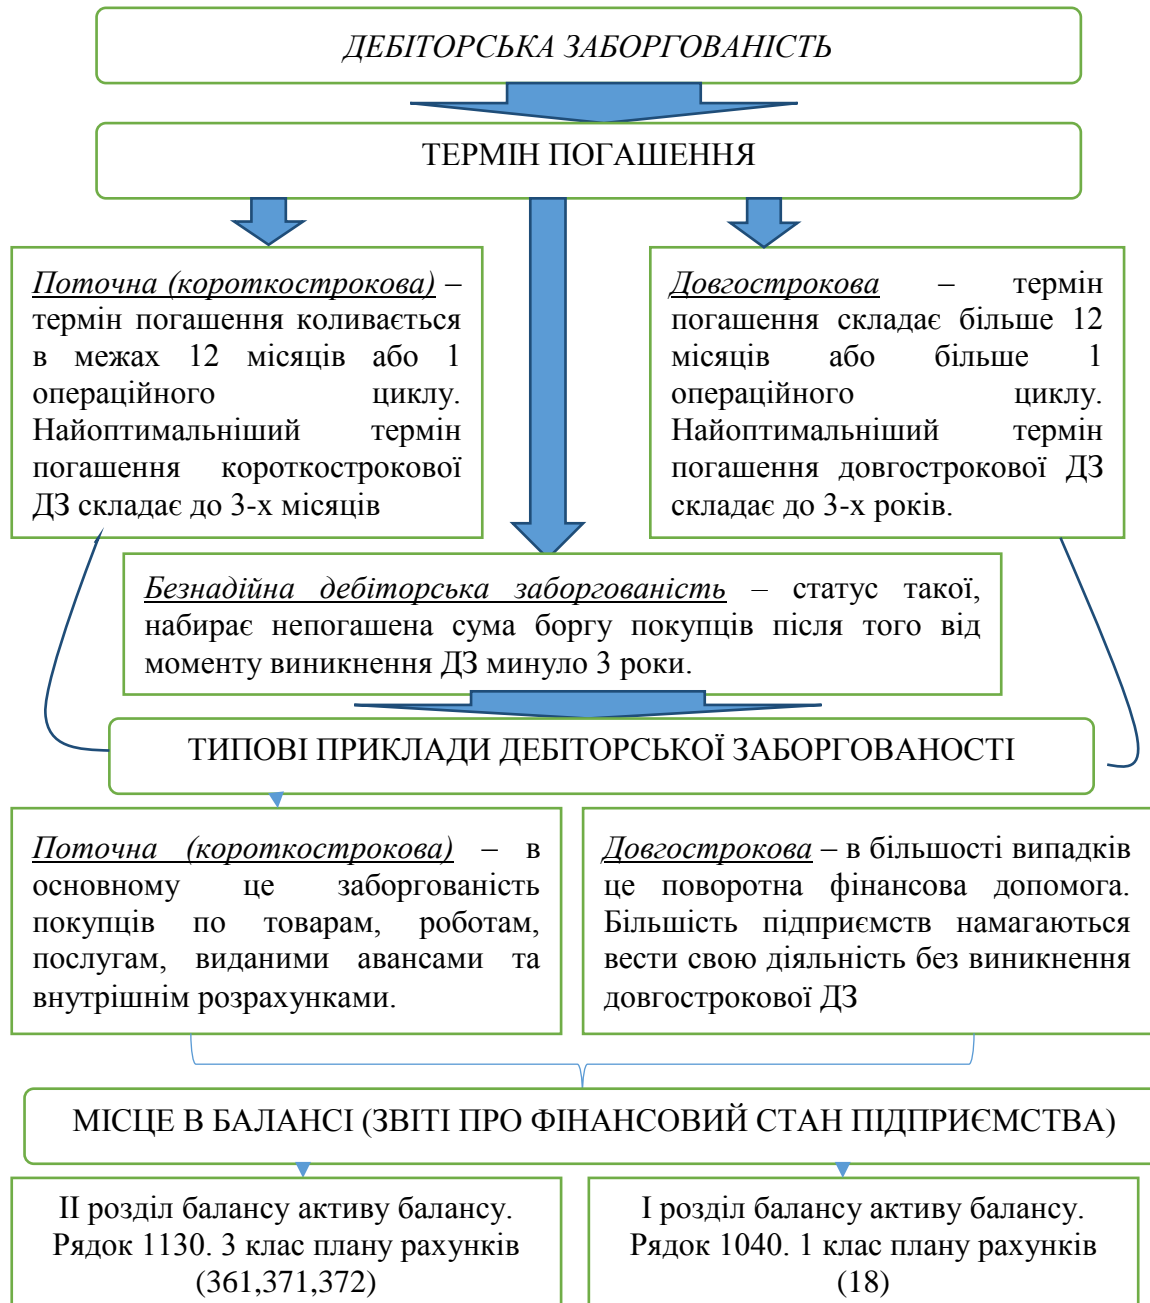 ДЕБІТОРСЬКА ЗАБОРГОВАНІСТЬ
ТЕРМІН ПОГАШЕННЯ
Поточна (короткострокова) –
термін погашення коливається
в межах 12 місяців або 1
операційного циклу.
Найоптимальніший термін
погашення короткострокової
ДЗ складає до 3-х місяців
Довгострокова – термін
погашення складає більше 12
місяців або більше 1
операційного циклу.
Найоптимальніший термін
погашення довгострокової ДЗ
складає до 3-х років.
Безнадійна дебіторська заборгованість – статус такої,
набирає непогашена сума боргу покупців після того від
моменту виникнення ДЗ минуло 3 роки.
ТИПОВІ ПРИКЛАДИ ДЕБІТОРСЬКОЇ ЗАБОРГОВАНОСТІ
Поточна (короткострокова) – в
основному це заборгованість
покупців по товарам, роботам,
послугам, виданими авансами та
внутрішнім розрахунками.
Довгострокова – в більшості випадків
це поворотна фінансова допомога.
Більшість підприємств намагаються
вести свою діяльність без виникнення
довгострокової ДЗ
МІСЦЕ В БАЛАНСІ (ЗВІТІ ПРО ФІНАНСОВИЙ СТАН ПІДПРИЄМСТВА)
ІІ розділ балансу активу балансу.
Рядок 1130. 3 клас плану рахунків
(361,371,372)
І розділ балансу активу балансу.
Рядок 1040. 1 клас плану рахунків
(18)